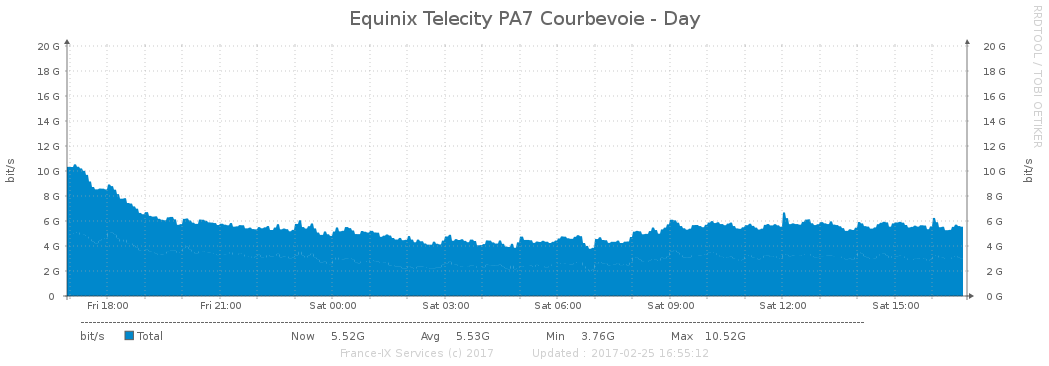 Equinix Telecity PA7 Courbevoie - Day
RRDTOOL / TOBI OETIKER
bit/s
20 G 20 G
18 G 18 G
16 G 16 G
14 G 14 G
12 G 12 G
10 G 10 G
8 G 8 G
6 G 6 G
4 G 4 G
2 G 2 G
0 0 G
bit/s
Fri 18:00 Fri 21:00 Sat 00:00 Sat 03:00 Sat 06:00 Sat 09:00 Sat 12:00 Sat 15:00
bit/s Total Now 5.52G Avg 5.53G Min 3.76G Max 10.52G
France-IX Services (c) 2017 Updated : 2017-02-25 16:55:12